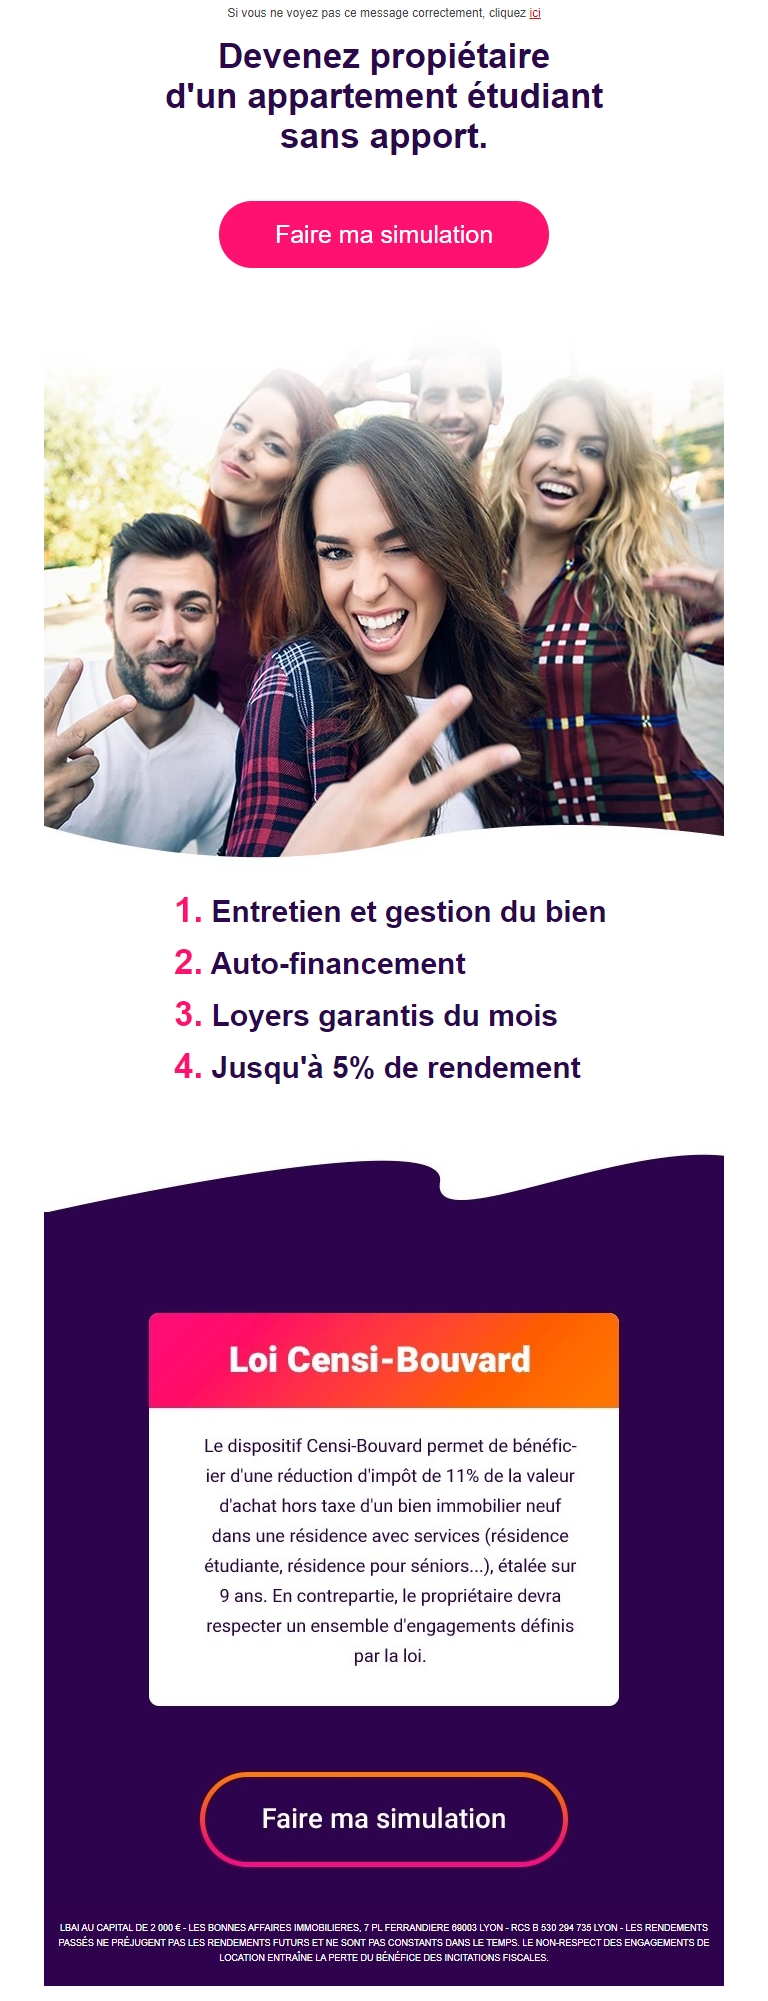 Si vous ne voyez pas ce message correctement, cliquez ici
Devenez propiétaire
d'un appartement étudiant
sans apport.
Faire ma simulation
1. Entretien et gestion du bien
2. Auto-financement
3. Loyers garantis du mois
4. Jusqu'à 5% de rendement
Loi Censi-Bouvard
Le dispositif Censi-Bouvard permet de bénéfic-
ier d'une réduction d'impôt de 11% de la valeur
d'achat hors taxe d'un bien immobilier neuf
dans une résidence avec services (résidence
étudiante, résidence pour séniors...), étalée sur
9 ans. En contrepartie, le propriétaire devra
respecter un ensemble d'engagements définis
par la loi.
Faire ma simulation
LBAI AU CAPITAL DE 2 000 € - LES BONNES AFFAIRES IMMOBILIERES, 7 PL FERRANDIERE 69003 LYON - RCS B 530 294 735 LYON - LES RENDEMENTS
PASSÉS NE PRÉJUGENT PAS LES RENDEMENTS FUTURS ET NE SONT PAS CONSTANTS DANS LE TEMPS. LE NON-RESPECT DES ENGAGEMENTS DE
LOCATION ENTRAÎNE LA PERTE DU BÉNÉFICE DES INCITATIONS FISCALES.